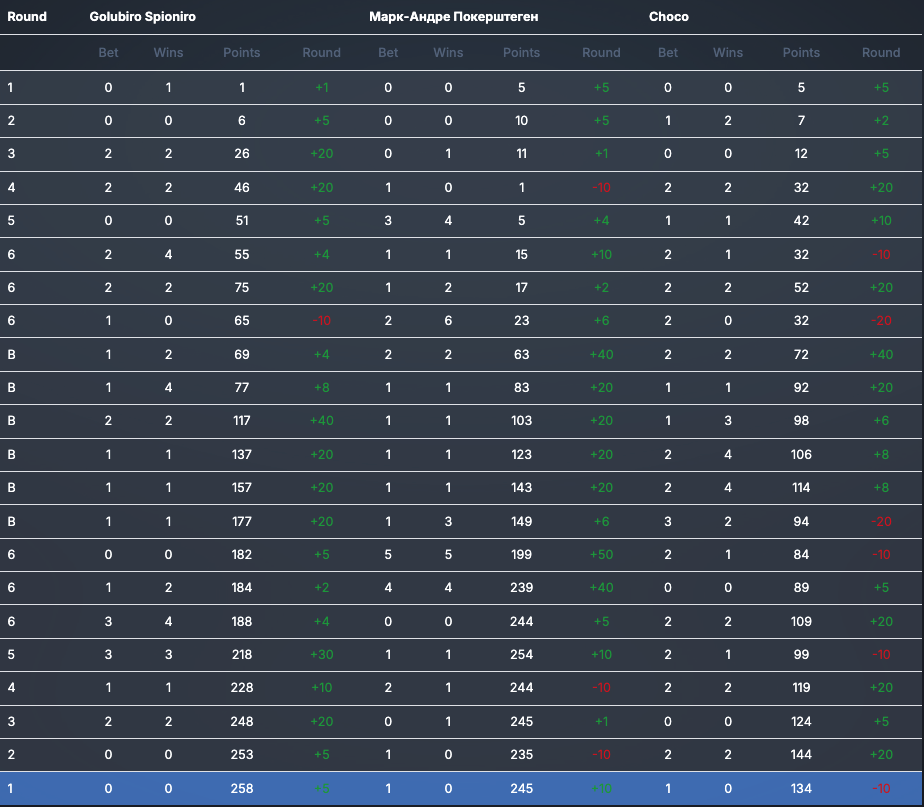 Round Golubiro Spioniro Марк-Андре Покерштеген Choco
Bet Wins Points Round Bet Wins Points Round Bet Wins Points Round
1 0 1 1 +1 0 0 5 +5 0 0 5 +5
2 0 0 6 +5 0 0 10 +5 1 2 7 +2
3 2 2 26 +20 0 1 11 +1 0 0 12 +5
4 2 2 46 +20 1 0 1 -10 2 2 32 +20
5 0 0 51 +5 3 4 5 +4 1 1 42 +10
6 2 4 55 +4 1 1 15 +10 2 1 32 -10
6 2 2 75 +20 1 2 17 +2 2 2 52 +20
6 1 0 65 -10 2 6 23 +6 2 0 32 -20
B 1 2 69 +4 2 2 63 +40 2 2 72 +40
B 1 4 77 +8 1 1 83 +20 1 1 92 +20
B 2 2 117 +40 1 1 103 +20 1 3 98 +6
B 1 1 137 +20 1 1 123 +20 2 4 106 +8
B 1 1 157 +20 1 1 143 +20 2 4 114 +8
B 1 1 177 +20 1 3 149 +6 3 2 94 -20
6 0 0 182 +5 5 5 199 +50 2 1 84 -10
6 1 2 184 +2 4 4 239 +40 0 0 89 +5
6 3 4 188 +4 0 0 244 +5 2 2 109 +20
5 3 3 218 +30 1 1 254 +10 2 1 99 -10
4 1 1 228 +10 2 1 244 -10 2 2 119 +20
3 2 2 248 +20 0 1 245 +1 0 0 124 +5
2 0 0 253 +5 1 0 235 -10 2 2 144 +20
1 0 0 258 +5 1 0 245 +10 1 0 134 -10